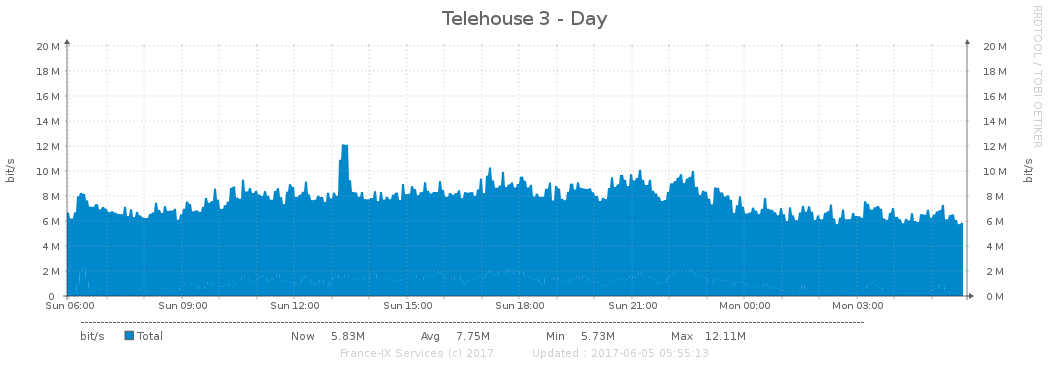 Telehouse 3 - Day
RRDTOOL / TOBI OETIKER
bit/s
20 M
18 M
16 M
14 M
12 M
10 M
8 M
6 M
4 M
2 M
0
20 M
18 M
16 M
14 M
12 M
10 M
8 M
6 M
4 M
2 M
0 M
bit/s
Sun 06:00 Sun 09:00 Sun 12:00 Sun 15:00 Sun 18:00 Sun 21:00 Mon 00:00 Mon 03:00
bit/s Total Now 5.83M Avg 7.75M Min 5.73M Max 12.11M
France-IX Services (c) 2017 Updated : 2017-06-05 05:55:13